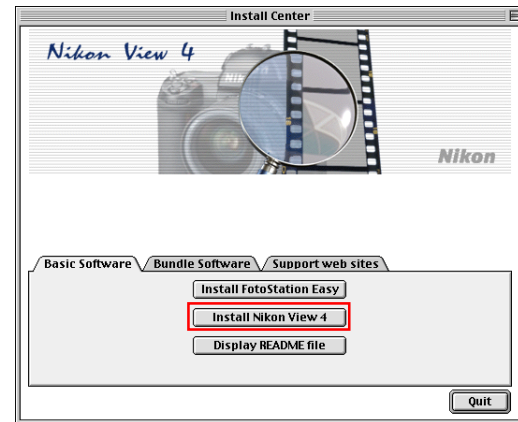 Install Center
Nikon View 4
Nikon
Basic Software Bundle Software Support web sites
Install FotoStation Easy
Install Nikon View 4
Display README file
Quit